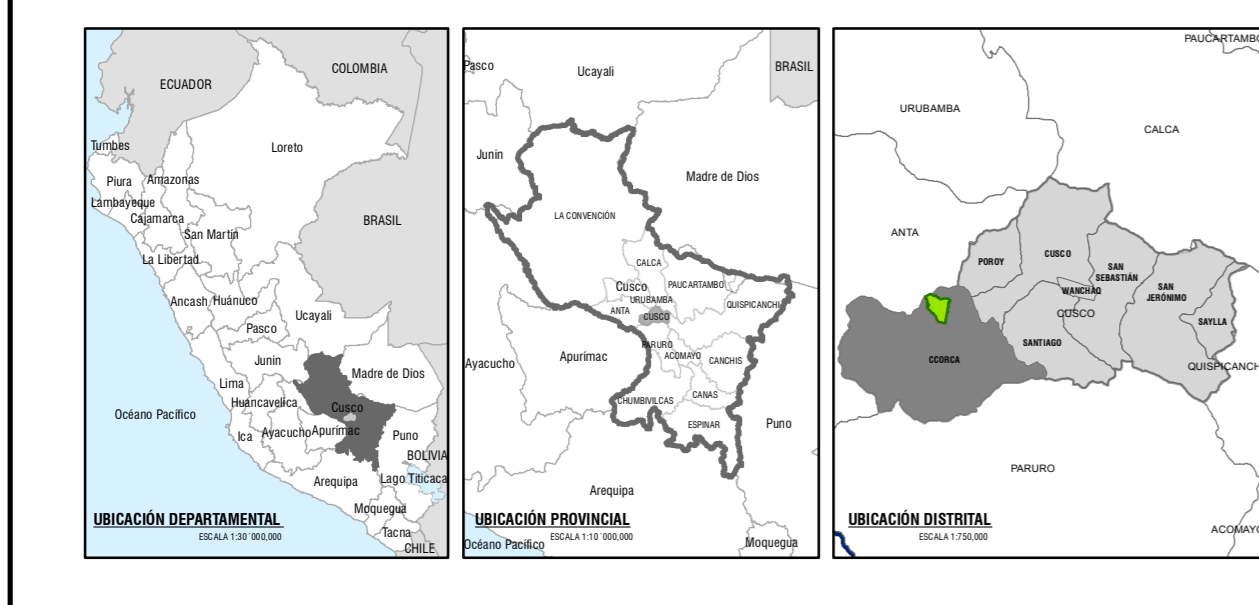 ECUADOR
COLOMBIA
Tumbes
Loreto
Piura
Amazonas
Lambayeque
Cajamarca
BRASIL
San Martín
La Libertad
Ancash
Huánuco
Ucayali
Pasco
Junin
Madre de Dios
Lima
Huancavelica
Cusco
Océano Pacífico
Ica
Ayacucho
Apurímac
Puno
BOLIVIA
Arequipa
Lago Titicaca
Moquegua
UBICACIÓN DEPARTAMENTAL
ESCALA 1:30´000,000
Tacna
CHILE
Pasco
Ucayali
BRASIL
Junin
Madre de Dios
LA CONVENCIÓN
CALCA
Cusco
PAUCARTAMBO
URUBAMBA
QUISPICANCHI
ANTA
CUSCO
PARURO
Ayacucho
Apurímac
ACOMAYO
CANCHIS
CHUMBIVILCAS
CANAS
ESPINAR
Puno
Arequipa
UBICACIÓN PROVINCIAL
ESCALA 1:10´000,000
Océano Pacífico
Moquegua
PAUCARTAMBO
URUBAMBA
CALCA
ANTA
POROY
CUSCO
SAN
SEBASTIÁN
WANCHAQ
SAN
JERÓNIMO
CUSCO
SAYLLA
SANTIAGO
CCORCA
QUISPICANCH
PARURO
UBICACIÓN DISTRITAL
ESCALA 1:750,000
ACOMAYO